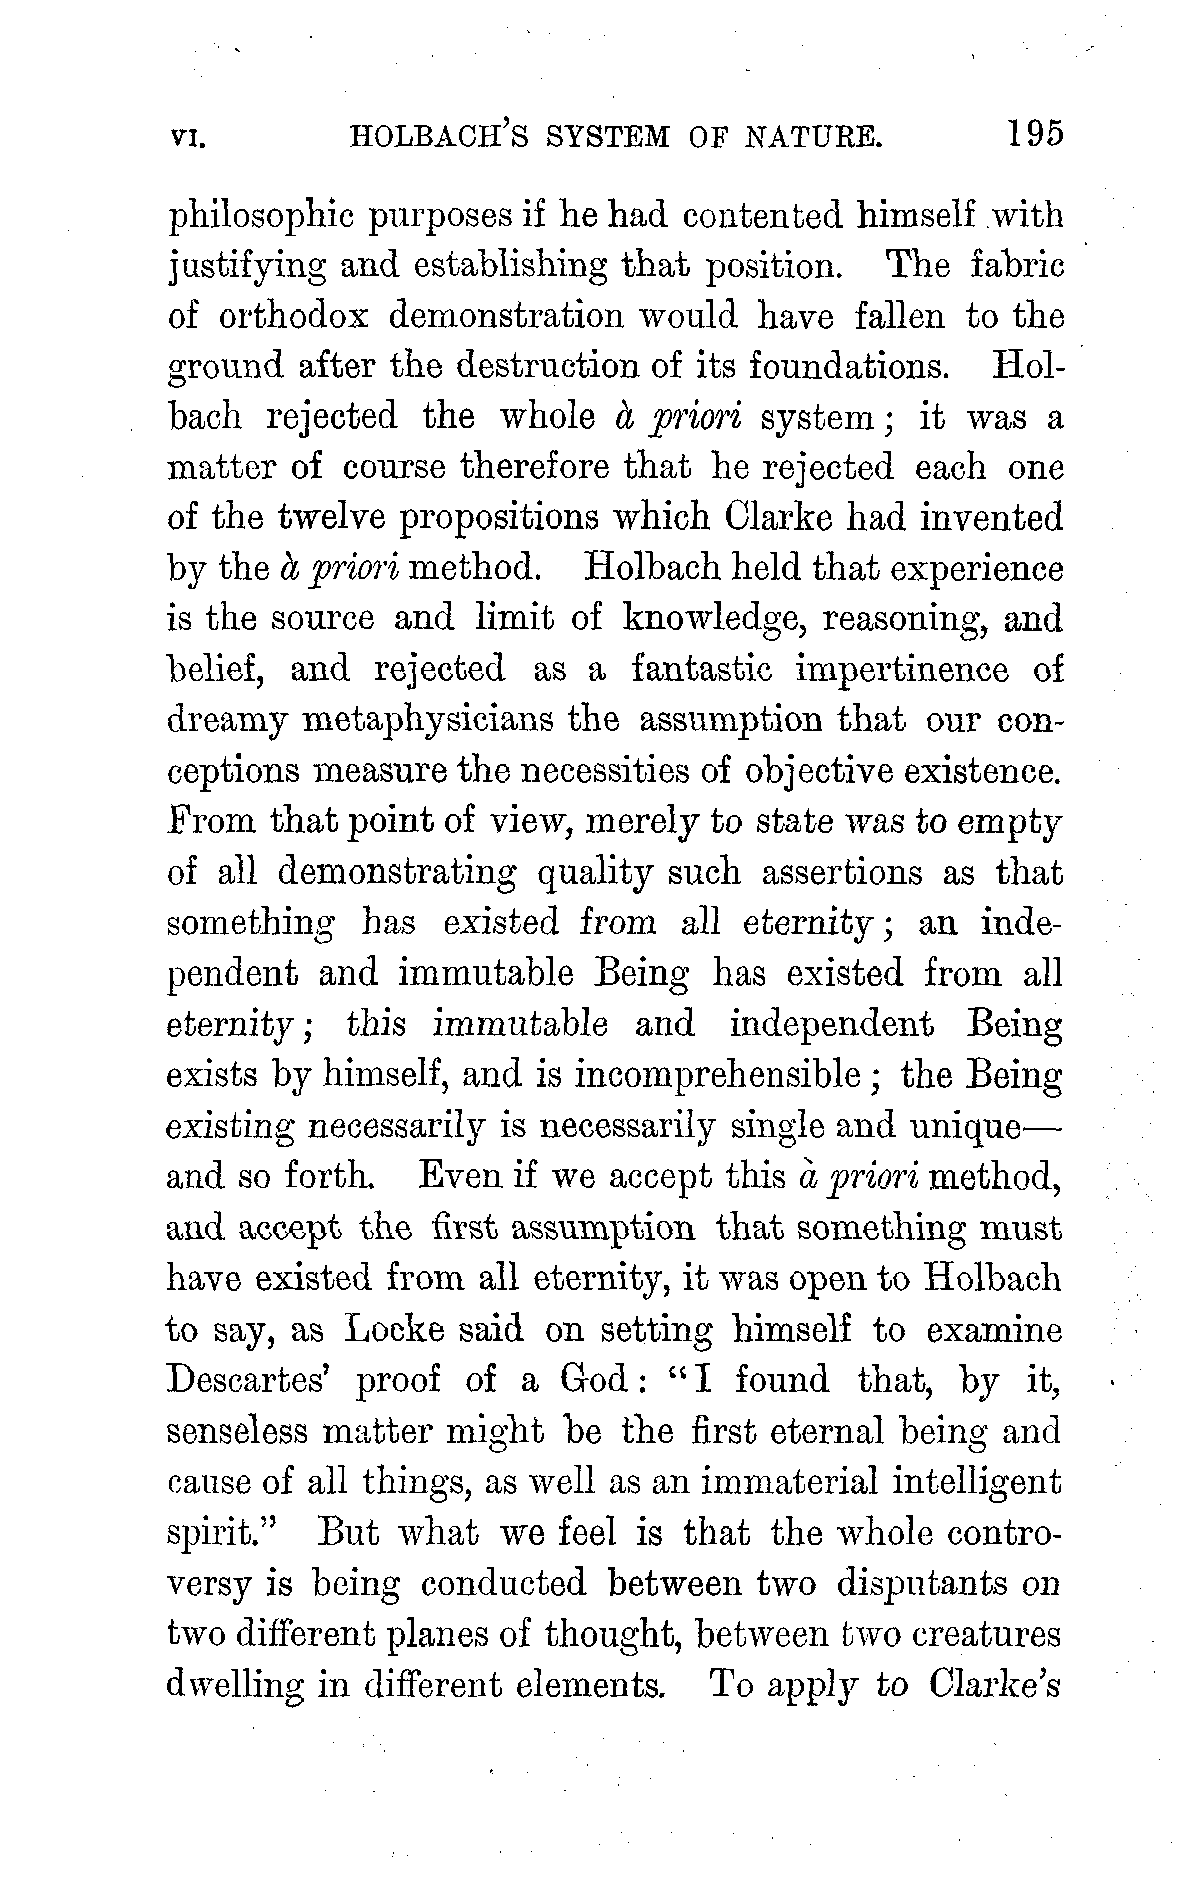 VI. HOLBACH'S SYSTEM OF NATURE. 195
philosophic purposes if he had contented himself with
justifying and establishing that position. The fabric
of orthodox demonstration would have fallen to the
ground after the destruction of its foundations. Hol-
bach rejected the whole à priori system ; it was a
matter of course therefore that he rejected each one
of the twelve propositions which Clarke had invented
by the à priori method. Holbach held that experience
is the source and limit of knowledge, reasoning, and
belief, and rejected as a fantastic impertinence of
dreamy metaphysicians the assumption that our con-
ceptions measure the necessities of objective existence.
From that point of view, merely to state was to empty
of all demonstrating quality such assertions as that
something has existed from all eternity ; an inde-
pendent and immutable Being has existed from all
eternity ; this immutable and independent Being
exists by himself, and is incomprehensible ; the Being
existing necessarily is necessarily single and unique—
and so forth. Even if we accept this à priori method,
and accept the first assumption that something must
have existed from all eternity, it was open to Holbach
to say, as Locke said on setting himself to examine
Descartes' proof of a God : "I found that, by it,
senseless matter might be the first eternal being and
cause of all things, as well as an immaterial intelligent
spirit." But what we feel is that the whole contro-
versy is being conducted between two disputants on
two different planes of thought, between two creatures
dwelling in different elements. To apply to Clarke's